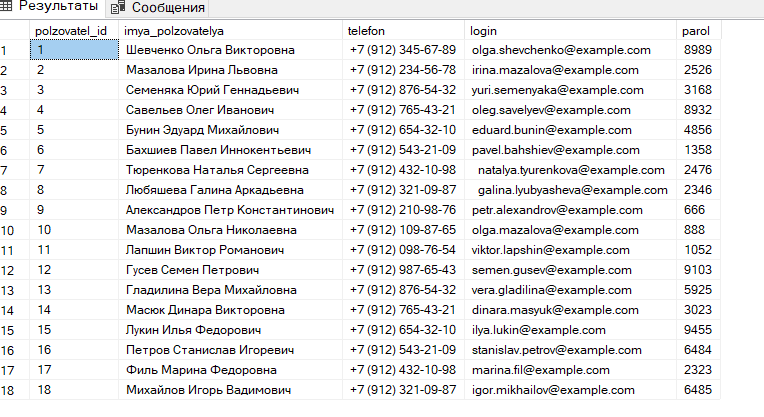 Результаты Сообщения
polzovatel_id imya_polzovatelya telefon login parol
1 1 Шевченко Ольга Викторовна +7 (912) 345-67-89 olga.shevchenko@example.com 8989
2 2 Мазалова Ирина Львовна +7 (912) 234-56-78 irina.mazalova@example.com 2526
3 3 Семеняка Юрий Геннадьевич +7 (912) 876-54-32 yuri.semenyaka@example.com 3168
4 4 Савельев Олег Иванович +7 (912) 765-43-21 oleg.savelyev@example.com 8932
5 5 Бунин Эдуард Михайлович +7 (912) 654-32-10 eduard.bunin@example.com 4856
6 6 Бахшиев Павел Иннокентьевич +7 (912) 543-21-09 pavel.bahshiev@example.com 1358
7 7 Тюренкова Наталья Сергеевна +7 (912) 432-10-98 natalya.tyurenkova@example.com 2476
8 8 Любяшева Галина Аркадьевна +7 (912) 321-09-87 galina.lyubyasheva@example.com 2346
9 9 Александров Петр Константинович +7 (912) 210-98-76 petr.alexandrov@example.com 666
10 10 Мазалова Ольга Николаевна +7 (912) 109-87-65 olga.mazalova@example.com 888
11 11 Лапшин Виктор Романович +7 (912) 098-76-54 viktor.lapshin@example.com 1052
12 12 Гусев Семен Петрович +7 (912) 987-65-43 semen.gusev@example.com 9103
13 13 Гладилина Вера Михайловна +7 (912) 876-54-32 vera.gladilina@example.com 5925
14 14 Масюк Динара Викторовна +7 (912) 765-43-21 dinara.masyuk@example.com 3023
15 15 Лукин Илья Федорович +7 (912) 654-32-10 ilya.lukin@example.com 9455
16 16 Петров Станислав Игоревич +7 (912) 543-21-09 stanislav.petrov@example.com 6484
17 17 Филь Марина Федоровна +7 (912) 432-10-98 marina.fil@example.com 2323
18 18 Михайлов Игорь Вадимович +7 (912) 321-09-87 igor.mikhailov@example.com 6485